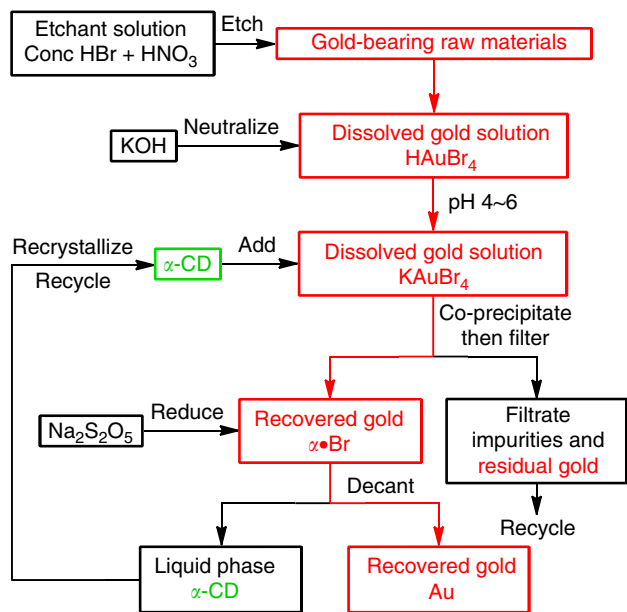 Etchant solution
Conc HBr + HNO₃
Etch
Gold-bearing raw materials
KOH
Neutralize
Dissolved gold solution
HAuBr₄
pH 4~6
Recrystallize
Recycle
α-CD
Add
Dissolved gold solution
KAuBr₄
Co-precipitate
then filter
Na₂S₂O₅
Reduce
Recovered gold
α•Br
Filtrate
impurities and
residual gold
Decant
Recycle
Liquid phase
α-CD
Recovered gold
Au